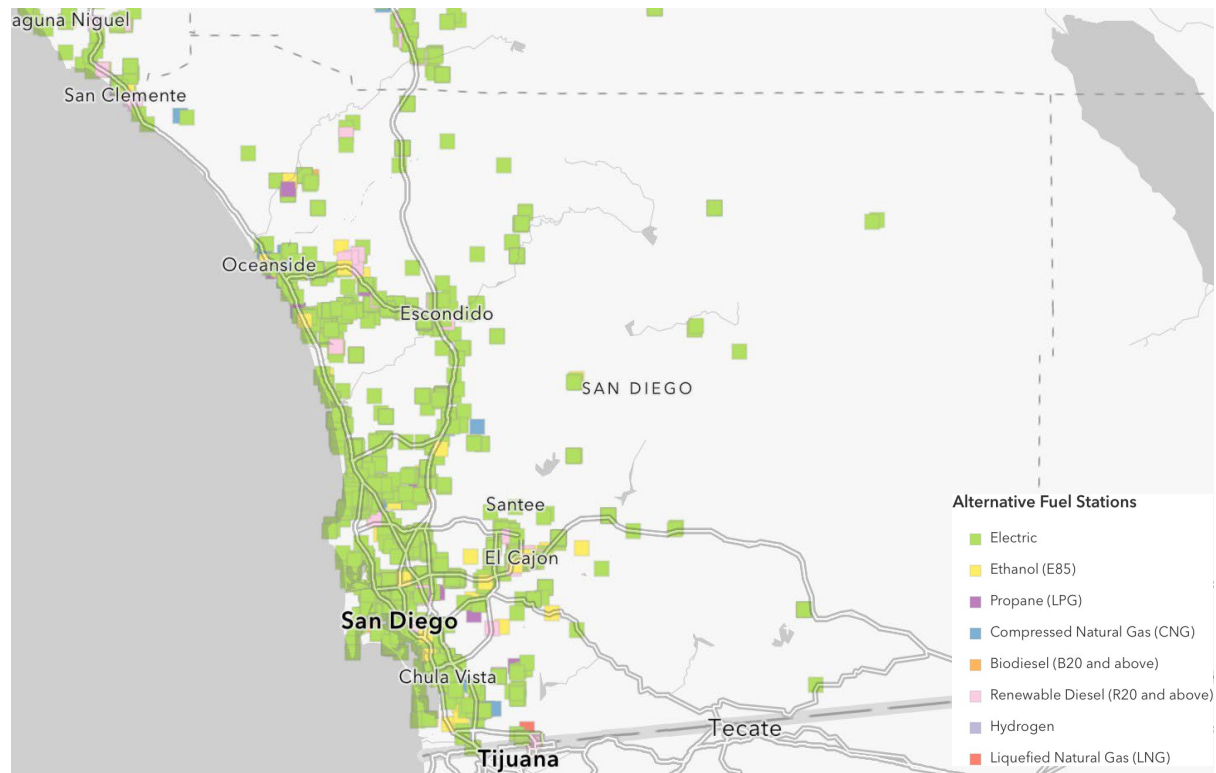 aguna Niguel
San Clemente
Oceanside
Escondido
SAN DIEGO
Santee
El Cajon
San Diego
Chula Vista
Tecate
Tijuana
Alternative Fuel Stations
Electric
Ethanol (E85)
Propane (LPG)
Compressed Natural Gas (CNG)
Biodiesel (B20 and above)
Renewable Diesel (R20 and above)
Hydrogen
Liquefied Natural Gas (LNG)